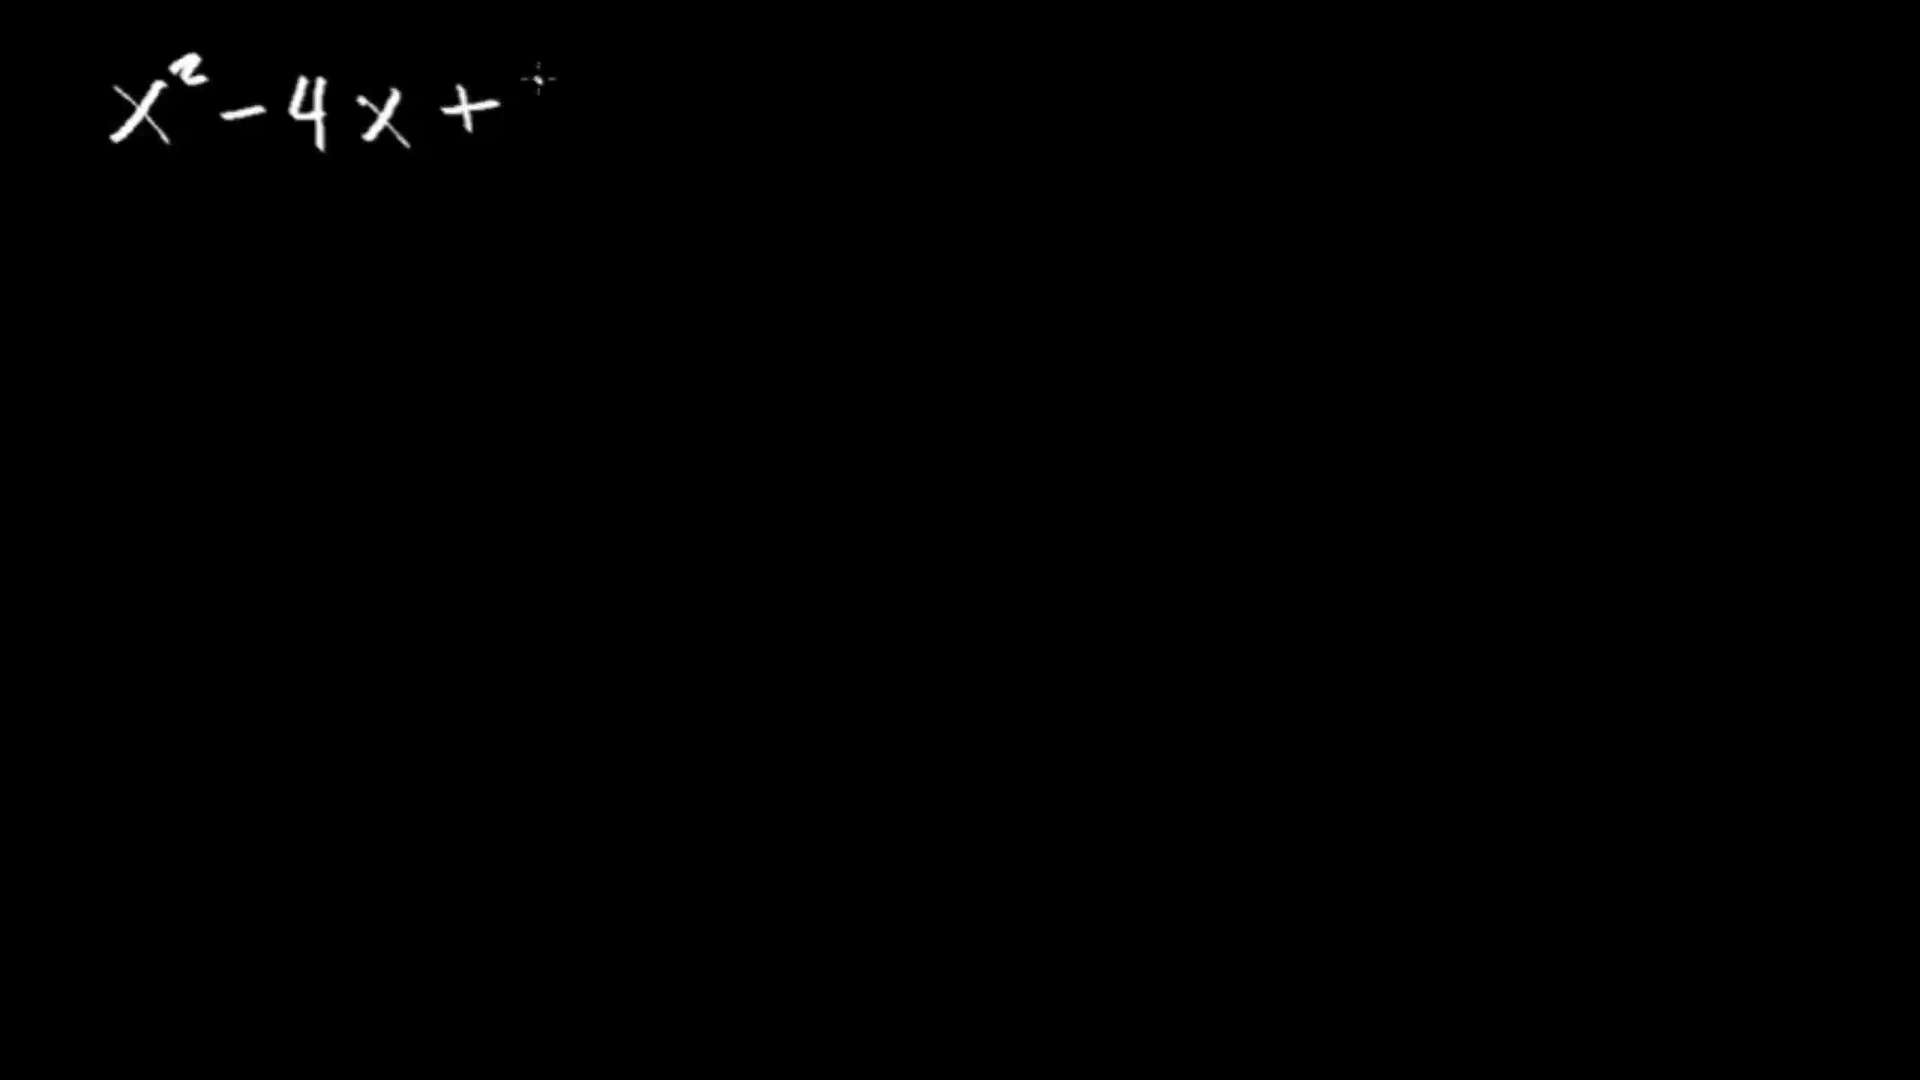 x² - 4x +